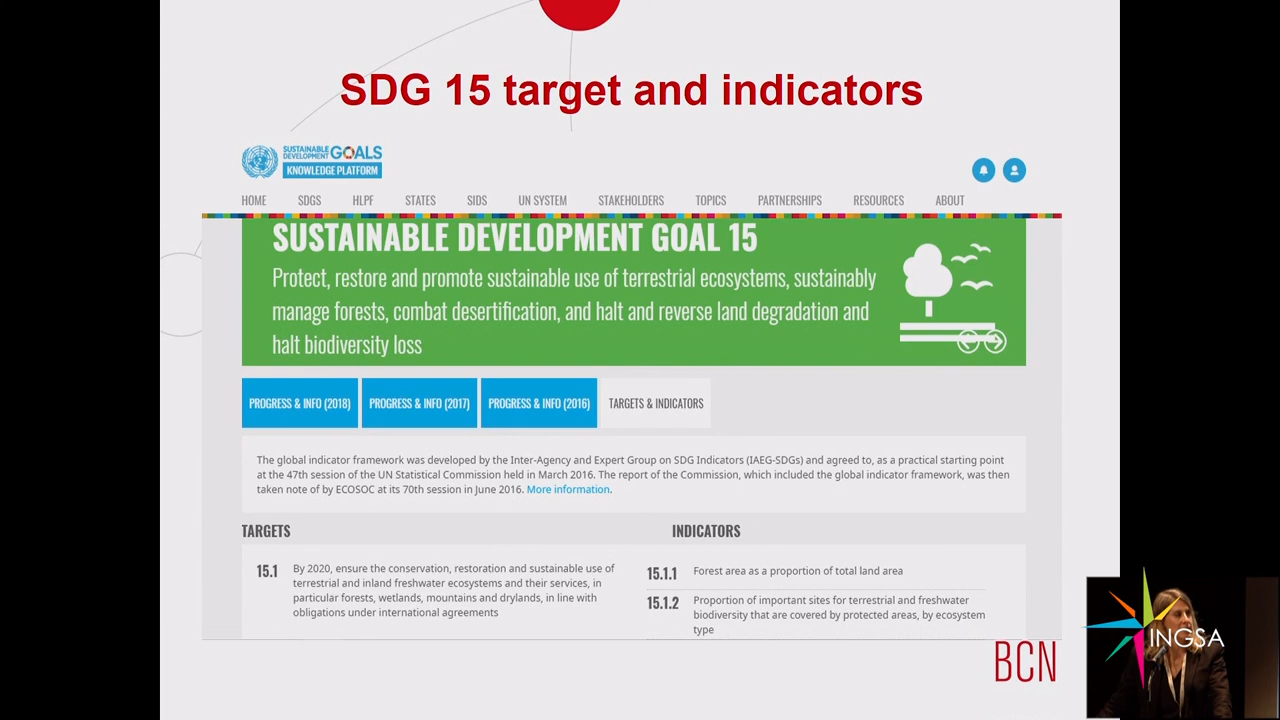 SDG 15 target and indicators
SUSTAINABLE
DEVELOPMENT GOALS
KNOWLEDGE PLATFORM
HOME SDGS HLPF STATES SIDS UN SYSTEM STAKEHOLDERS TOPICS PARTNERSHIPS RESOURCES ABOUT
SUSTAINABLE DEVELOPMENT GOAL 15
Protect, restore and promote sustainable use of terrestrial ecosystems, sustainably
manage forests, combat desertification, and halt and reverse land degradation and
halt biodiversity loss
PROGRESS & INFO (2018) PROGRESS & INFO (2017) PROGRESS & INFO (2016) TARGETS & INDICATORS
The global indicator framework was developed by the Inter-Agency and Expert Group on SDG Indicators (IAEG-SDGs) and agreed to, as a practical starting point
at the 47th session of the UN Statistical Commission held in March 2016. The report of the Commission, which included the global indicator framework, was then
taken note of by ECOSOC at its 70th session in June 2016. More information.
TARGETS
15.1 By 2020, ensure the conservation, restoration and sustainable use of
terrestrial and inland freshwater ecosystems and their services, in
particular forests, wetlands, mountains and drylands, in line with
obligations under international agreements
INDICATORS
15.1.1 Forest area as a proportion of total land area
15.1.2 Proportion of important sites for terrestrial and freshwater
biodiversity that are covered by protected areas, by ecosystem
type
BCN
INGSA